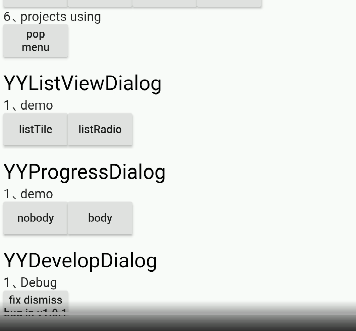 6、projects using
pop
menu
YYListViewDialog
1、demo
listTile listRadio
YYProgressDialog
1、demo
nobody body
YYDevelopDialog
1、Debug
fix dismiss
bug in v1.0.1